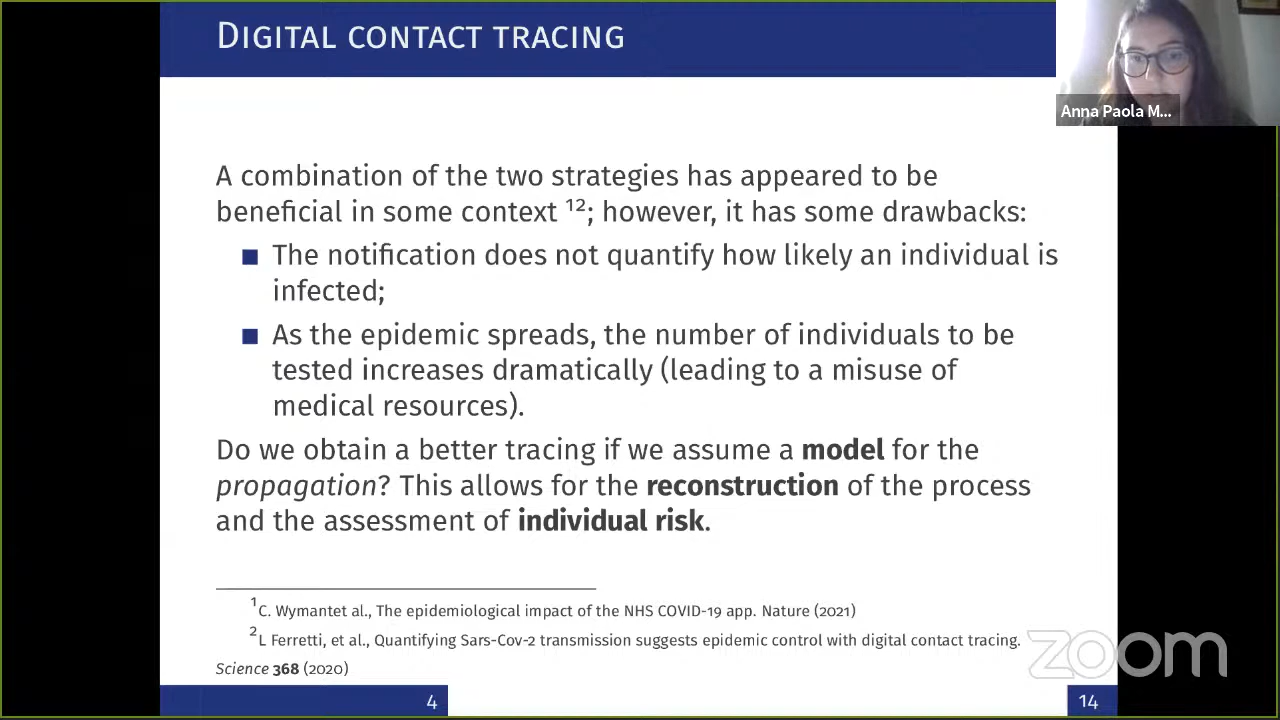 DIGITAL CONTACT TRACING
Anna Paola M...
A combination of the two strategies has appeared to be
beneficial in some context ¹²; however, it has some drawbacks:
■ The notification does not quantify how likely an individual is
infected;
■ As the epidemic spreads, the number of individuals to be
tested increases dramatically (leading to a misuse of
medical resources).
Do we obtain a better tracing if we assume a model for the
propagation? This allows for the reconstruction of the process
and the assessment of individual risk.
¹C. Wymantet al., The epidemiological impact of the NHS COVID-19 app. Nature (2021)
²L Ferretti, et al., Quantifying Sars-Cov-2 transmission suggests epidemic control with digital contact tracing.
Science 368 (2020)
zoom
4
14